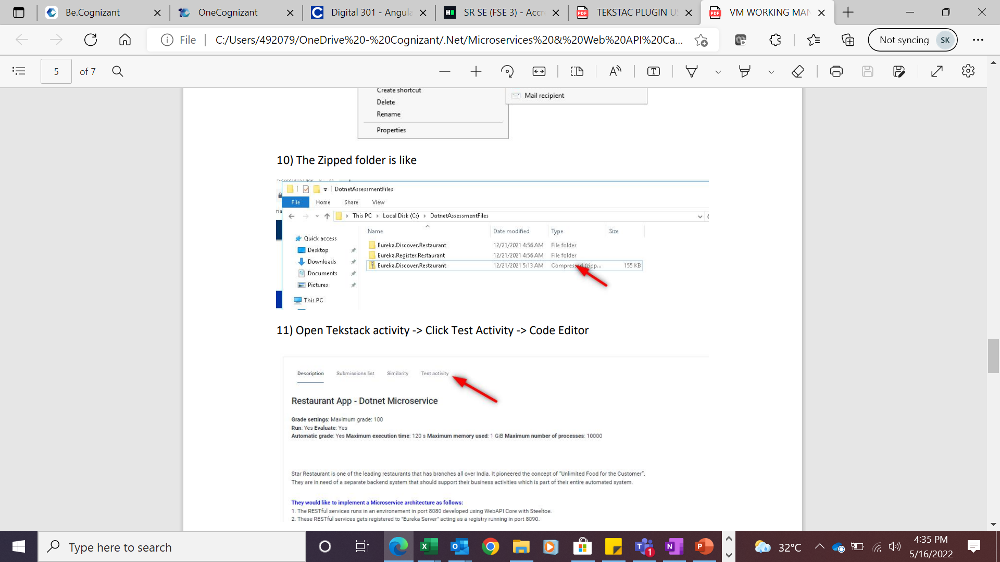 Be.Cognizant
OneCognizant
Digital 301 - Angula
SR SE (FSE 3) - Accr
TEKSTAC PLUGIN U
VM WORKING MAN
File
C:/Users/492079/OneDrive%20-%20Cognizant/.Net/Microservices%20&%20Web%20API%20Ca...
Not syncing SK
5 of 7
Create shortcut
Delete
Rename
Properties
Mail recipient
10) The Zipped folder is like
DotnetAssessmentFiles
File Home Share View
This PC > Local Disk (C:) > DotnetAssessmentFiles
Name Date modified Type Size
Quick access
Desktop
Downloads
Documents
Pictures
This PC
Eureka.Discover.Restaurant 12/21/2021 4:56 AM File folder
Eureka.Register.Restaurant 12/21/2021 4:56 AM File folder
Eureka.Discover.Restaurant 12/21/2021 5:13 AM Compressed (zipp... 155 KB
11) Open Tekstack activity -> Click Test Activity -> Code Editor
Description Submissions list Similarity Test activity
Restaurant App - Dotnet Microservice
Grade settings: Maximum grade: 100
Run: Yes Evaluate: Yes
Automatic grade: Yes Maximum execution time: 120 s Maximum memory used: 1 GiB Maximum number of processes: 10000
Star Restaurant is one of the leading restaurants that has branches all over India. It pioneered the concept of "Unlimited Food for the Customer".
They are in need of a separate backend system that should support their business activities which is part of their entire automated system.
They would like to implement a Microservice architecture as follows:
1. The RESTful services runs in an environement in port 8080 developed using WebAPI Core with Steeltoe.
2. These RESTful services gets registered to "Eureka Server" acting as a registry running in port 8090.
Type here to search
1
32°C
4:35 PM
5/16/2022